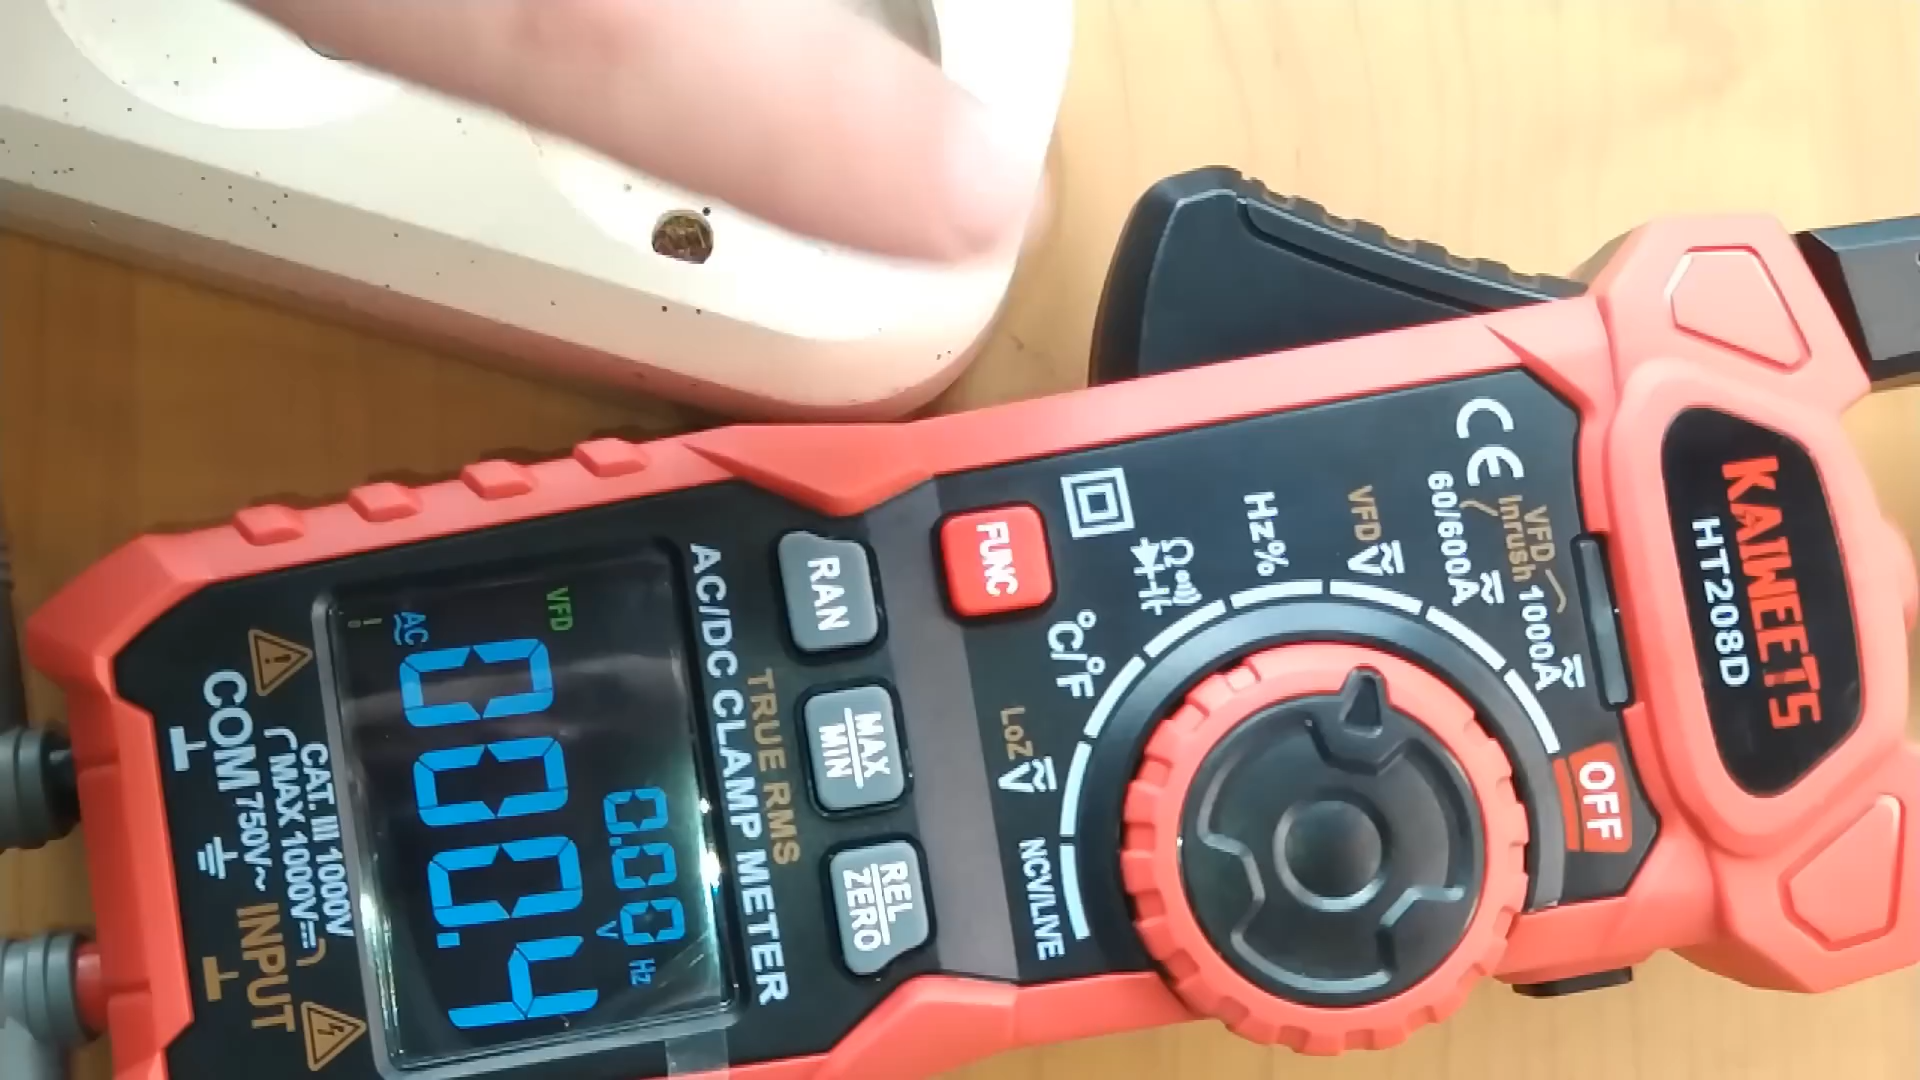 KAIWEETS
HT208D
OFF
VFD
Inrush 1000A
60/600A
VFD V
Hz%
Ω
°C/°F
LoZ V
NCV/LIVE
CE
FUNC
RAN
MAX
MIN
REL
ZERO
TRUE RMS
AC/DC CLAMP METER
0.00 Hz
VFD
V
000.4
AC
CAT. III 1000V
MAX 1000V
750V~
COM
INPUT